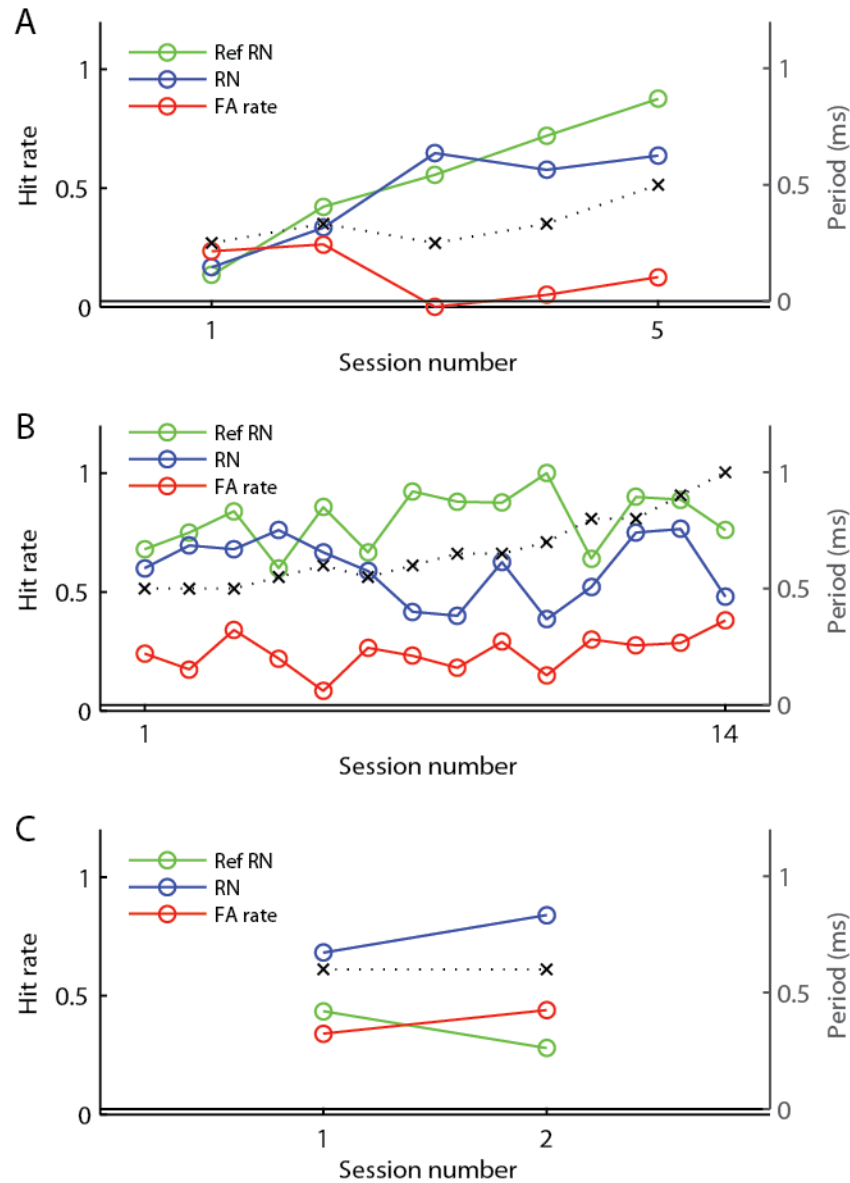 A
Ref RN
RN
FA rate
1
0.5
0
Hit rate
1
0.5
0
Period (ms)
1
5
Session number
B
Ref RN
RN
FA rate
1
0.5
0
Hit rate
1
0.5
0
Period (ms)
1
14
Session number
C
Ref RN
RN
FA rate
1
0.5
0
Hit rate
1
0.5
0
Period (ms)
1
2
Session number